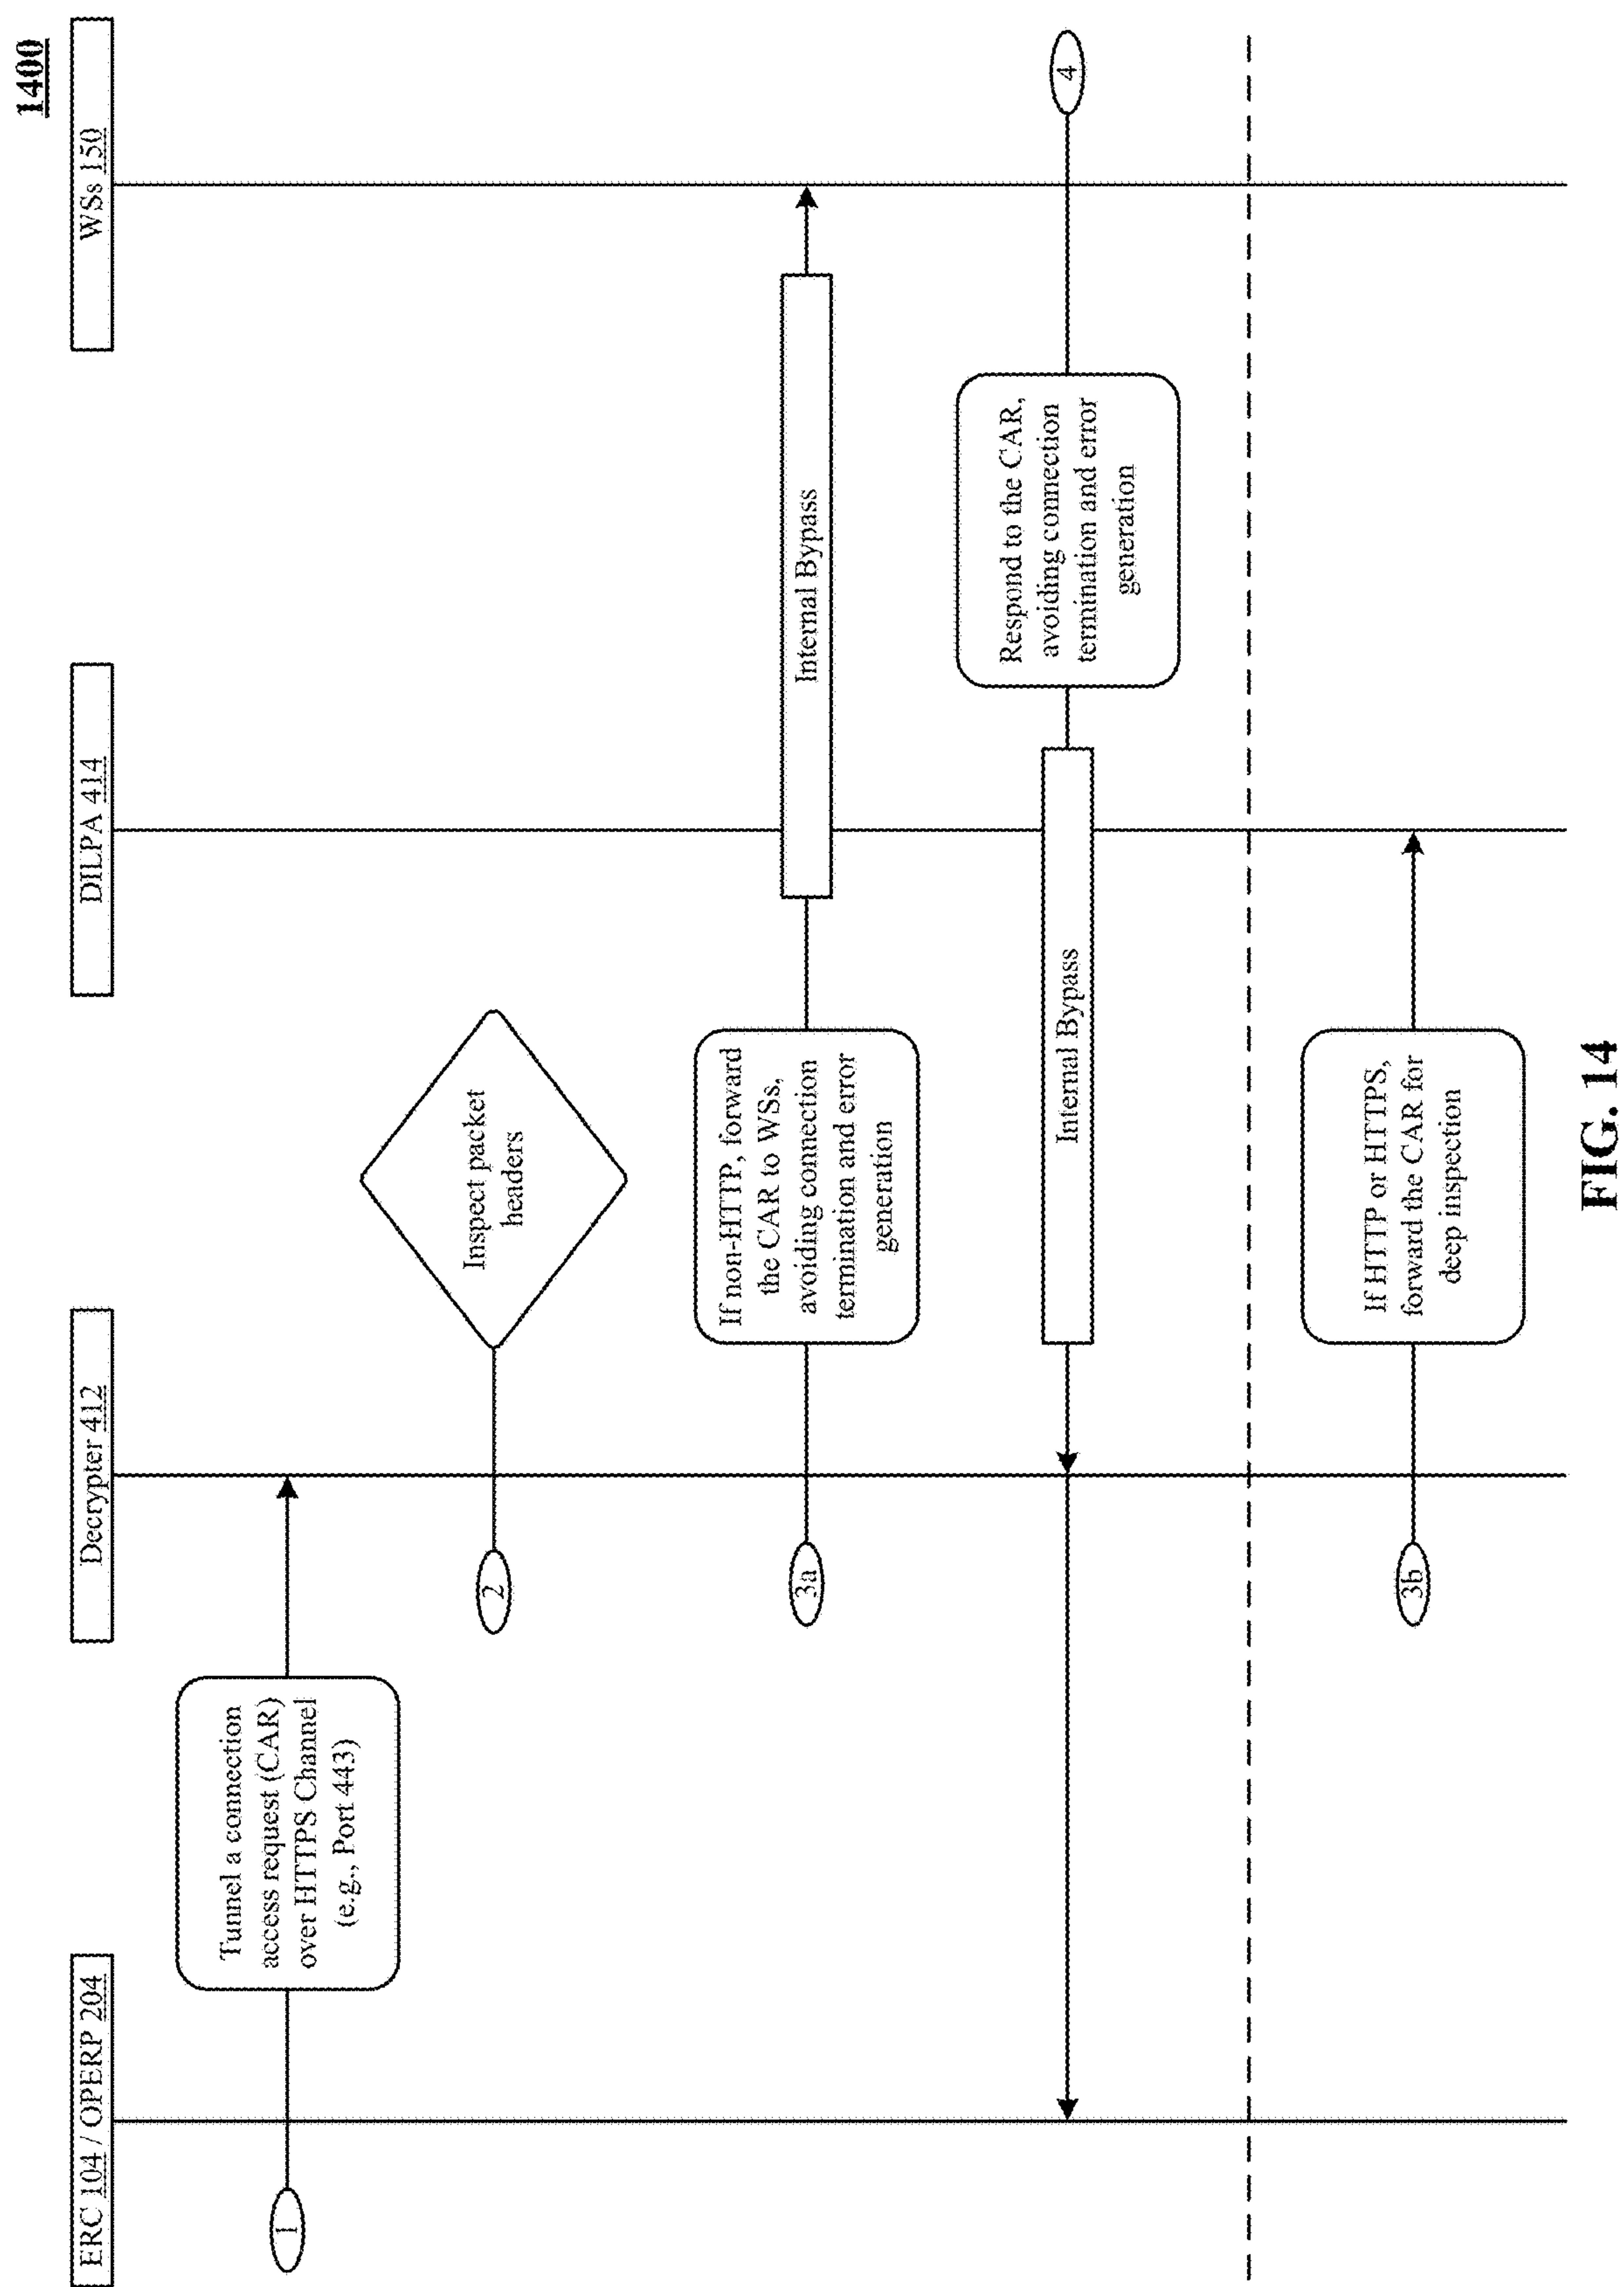 1400
ERC 104 / OPERP 204
Decrypter 412
DILPA 414
WSs 150
1
Tunnel a connection
access request (CAR)
over HTTPS Channel
(e.g., Port 443)
2
Inspect packet
headers
3a
If non-HTTP, forward
the CAR to WSs,
avoiding connection
termination and error
generation
Internal Bypass
Internal Bypass
Respond to the CAR,
avoiding connection
termination and error
generation
4
3b
If HTTP or HTTPS,
forward the CAR for
deep inspection
FIG. 14